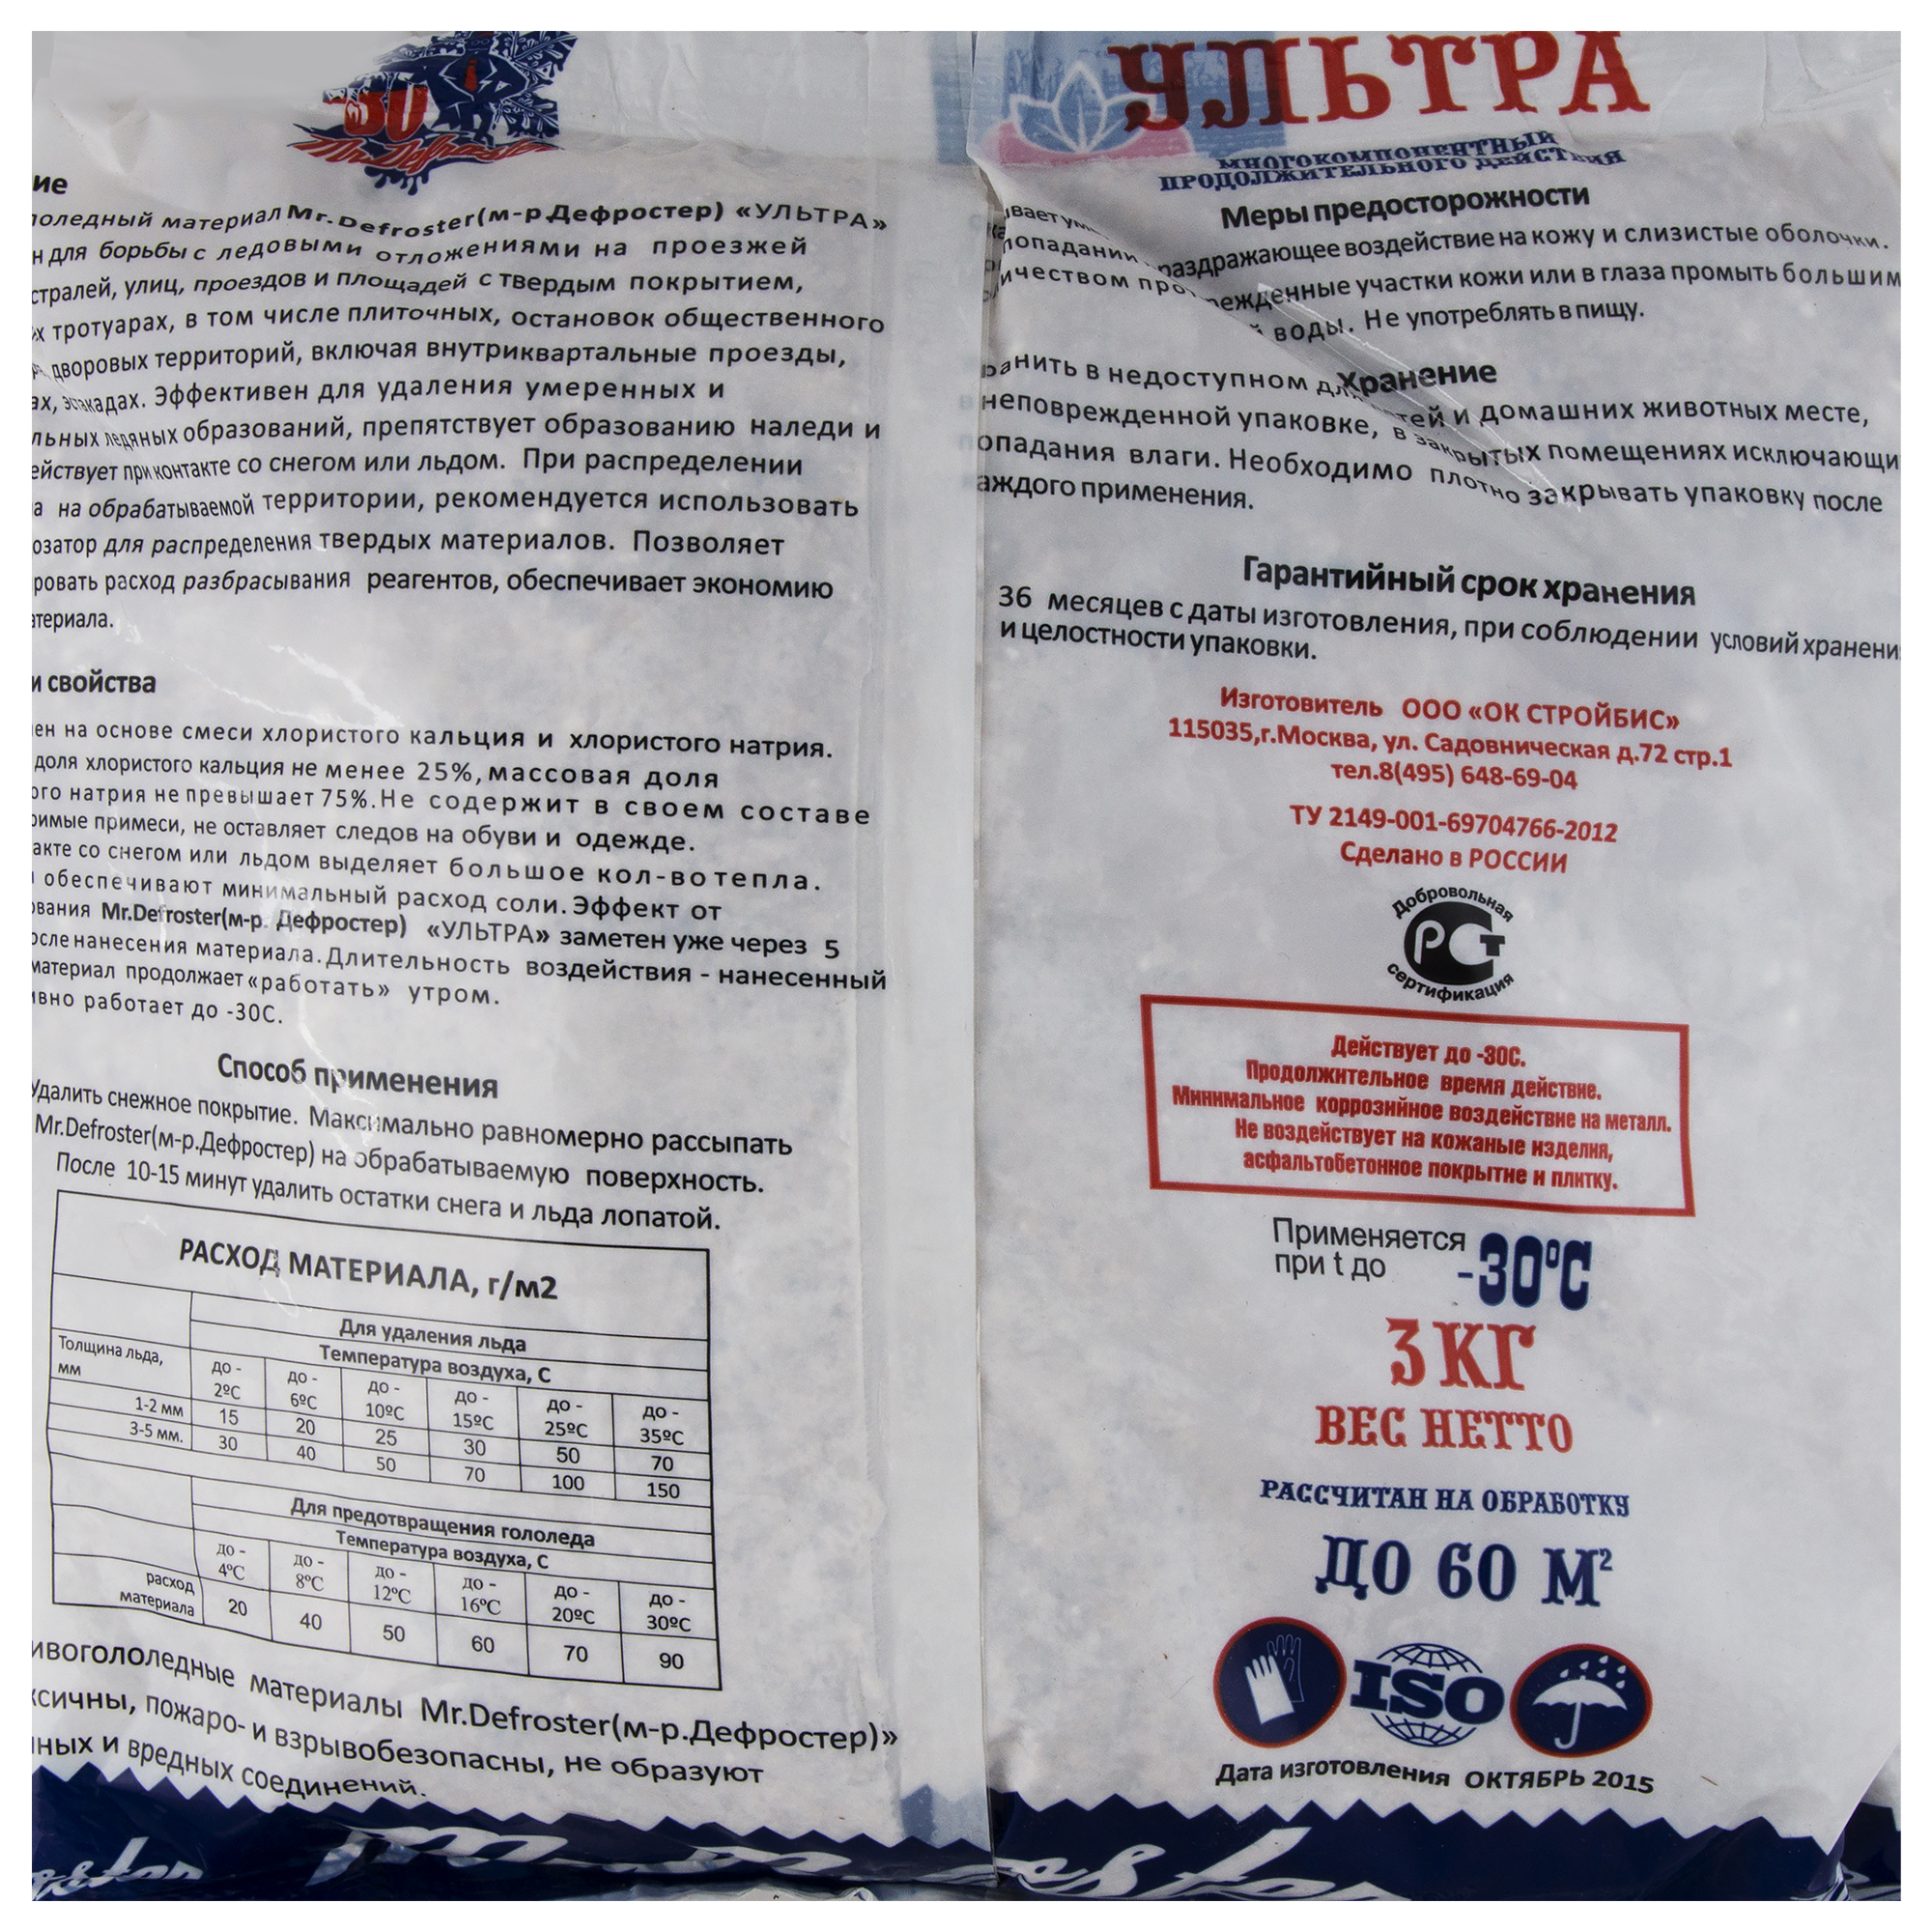 -30
Mr.Defroster
ие
Mr.Defroster(м-р.Дефростер) «УЛЬТРА»
для борьбы с ледовыми отложениями на проезжей
улиц, проездов и площадей с твердым покрытием,
тротуарах, в том числе плиточных, остановок общественного
дворовых территорий, включая внутриквартальные проезды,
Эффективен для удаления умеренных и
ледяных образований, препятствует образованию наледи и
при контакте со снегом или льдом. При распределении
а на обрабатываемой территории, рекомендуется использовать
озатор для распределения твердых материалов. Позволяет
ровать расход разбрасывания реагентов, обеспечивает экономию
атериала.
и свойства
ен на основе смеси хлористого кальция и хлористого натрия.
доля хлористого кальция не менее 25%, массовая доля
ого натрия не превышает 75%. Не содержит в своем составе
римые примеси, не оставляет следов на обуви и одежде.
акте со снегом или льдом выделяет большое кол-во тепла.
обеспечивают минимальный расход соли. Эффект от
ования Mr.Defroster(м-р. Дефростер) «УЛЬТРА» заметен уже через 5
осле нанесения материала. Длительность воздействия - нанесенный
материал продолжает «работать» утром.
ивно работает до -30С.
Способ применения
Удалить снежное покрытие. Максимально равномерно рассыпать
Mr.Defroster(м-р.Дефростер) на обрабатываемую поверхность.
После 10-15 минут удалить остатки снега и льда лопатой.
РАСХОД МАТЕРИАЛА, г/м2
Для удаления льда
Температура воздуха, С
Толщина льда, мм до -2ºС до -6ºС до -10ºС до -15ºС до -25ºС до -35ºС
1-2 мм 15 20 25 30 50 70
3-5 мм. 30 40 50 70 100 150
Для предотвращения гололеда
Температура воздуха, С
до -4ºС до -8ºС до -12ºС до -16ºС до -20ºС до -30ºС
расход материала 20 40 50 60 70 90
ивогололедные материалы Mr.Defroster(м-р.Дефростер)»
ксичны, пожаро- и взрывобезопасны, не образуют
ных и вредных соединений.
УЛЬТРА
МНОГОКОМПОНЕНТНЫЙ
ПРОДОЛЖИТЕЛЬНОГО ДЕЙСТВИЯ
Меры предосторожности
раздражающее воздействие на кожу и слизистые оболочки.
попадании участки кожи или в глаза промыть большим
воды. Не употреблять в пищу.
Хранение
ранить в недоступном для детей и домашних животных месте,
неповрежденной упаковке, в закрытых помещениях исключающи
опадания влаги. Необходимо плотно закрывать упаковку после
аждого применения.
Гарантийный срок хранения
36 месяцев с даты изготовления, при соблюдении условий хранени
и целостности упаковки.
Изготовитель ООО «ОК СТРОЙБИС»
115035,г.Москва, ул. Садовническая д.72 стр.1
тел.8(495) 648-69-04
ТУ 2149-001-69704766-2012
Сделано в РОССИИ
Добровольная
РСТ
сертификация
Действует до -30С.
Продолжительное время действие.
Минимальное коррозийное воздействие на металл.
Не воздействует на кожаные изделия,
асфальтобетонное покрытие и плитку.
Применяется
при t до -30ºС
3 КГ
ВЕС НЕТТО
РАССЧИТАН НА ОБРАБОТКУ
ДО 60 М²
ISO
Дата изготовления ОКТЯБРЬ 2015